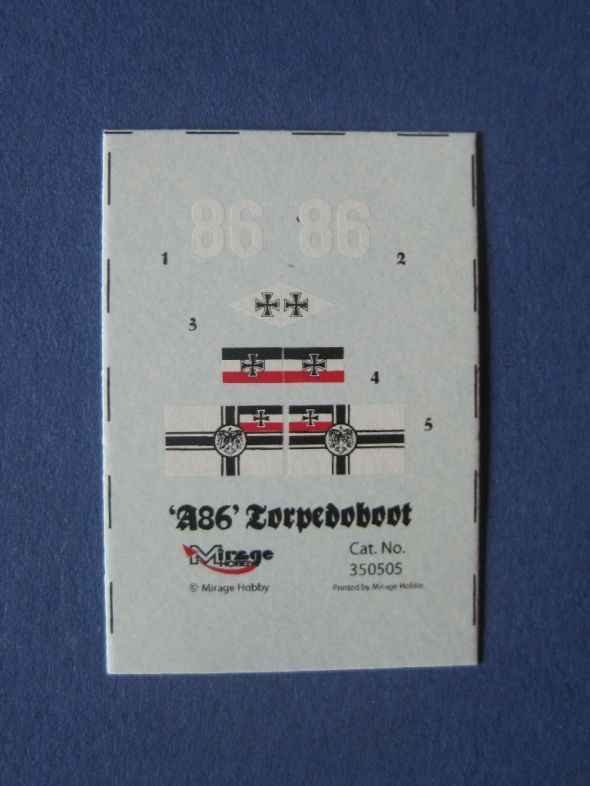 86 86
1
2
3
4
5
'A86' Torpedoboot
Mirage
HOBBY
Cat. No.
350505
© Mirage Hobby
Printed by Mirage Hobby